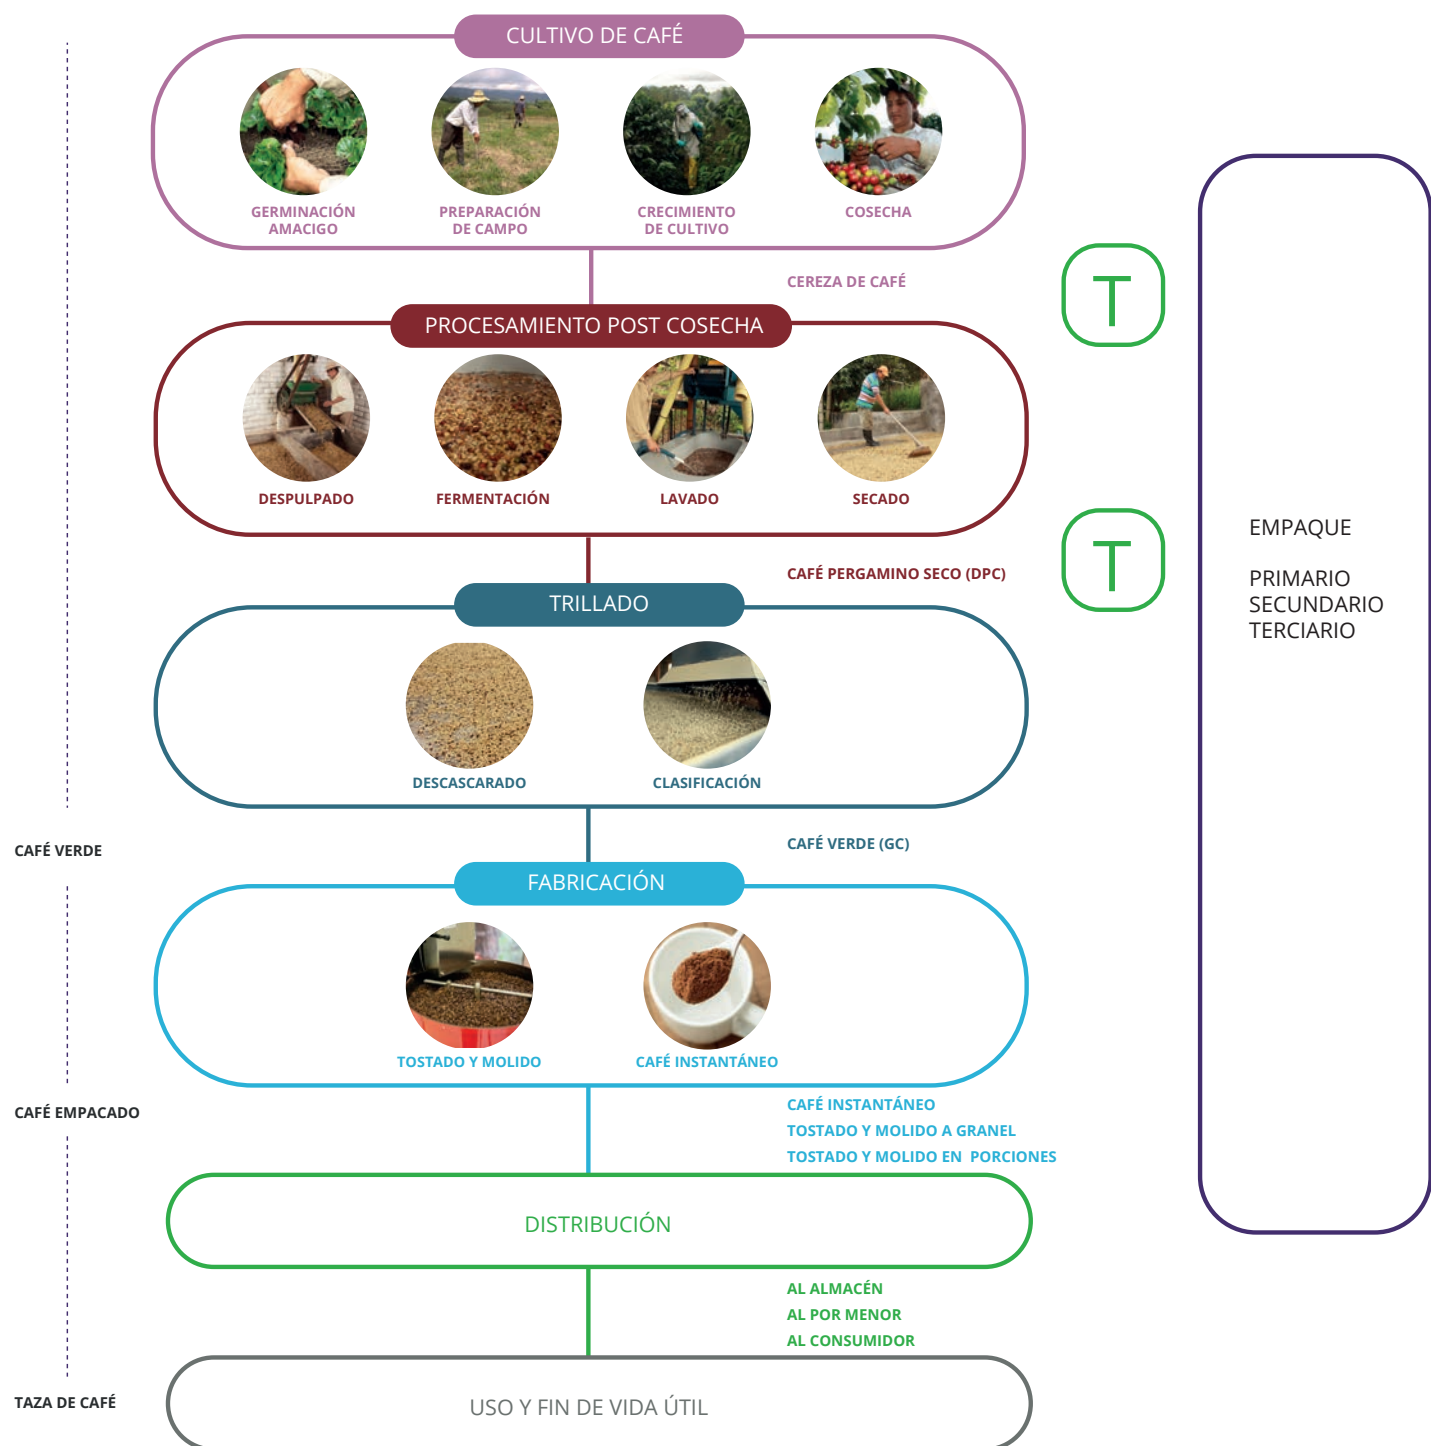 CULTIVO DE CAFÉ
GERMINACIÓN
AMACIGO
PREPARACIÓN
DE CAMPO
CRECIMIENTO
DE CULTIVO
COSECHA
CEREZA DE CAFÉ
T
PROCESAMIENTO POST COSECHA
DESPULPADO
FERMENTACIÓN
LAVADO
SECADO
CAFÉ PERGAMINO SECO (DPC)
T
EMPAQUE
PRIMARIO
SECUNDARIO
TERCIARIO
TRILLADO
DESCASCARADO
CLASIFICACIÓN
CAFÉ VERDE
CAFÉ VERDE (GC)
FABRICACIÓN
TOSTADO Y MOLIDO
CAFÉ INSTANTÁNEO
CAFÉ EMPACADO
CAFÉ INSTANTÁNEO
TOSTADO Y MOLIDO A GRANEL
TOSTADO Y MOLIDO EN PORCIONES
DISTRIBUCIÓN
AL ALMACÉN
AL POR MENOR
AL CONSUMIDOR
TAZA DE CAFÉ
USO Y FIN DE VIDA ÚTIL